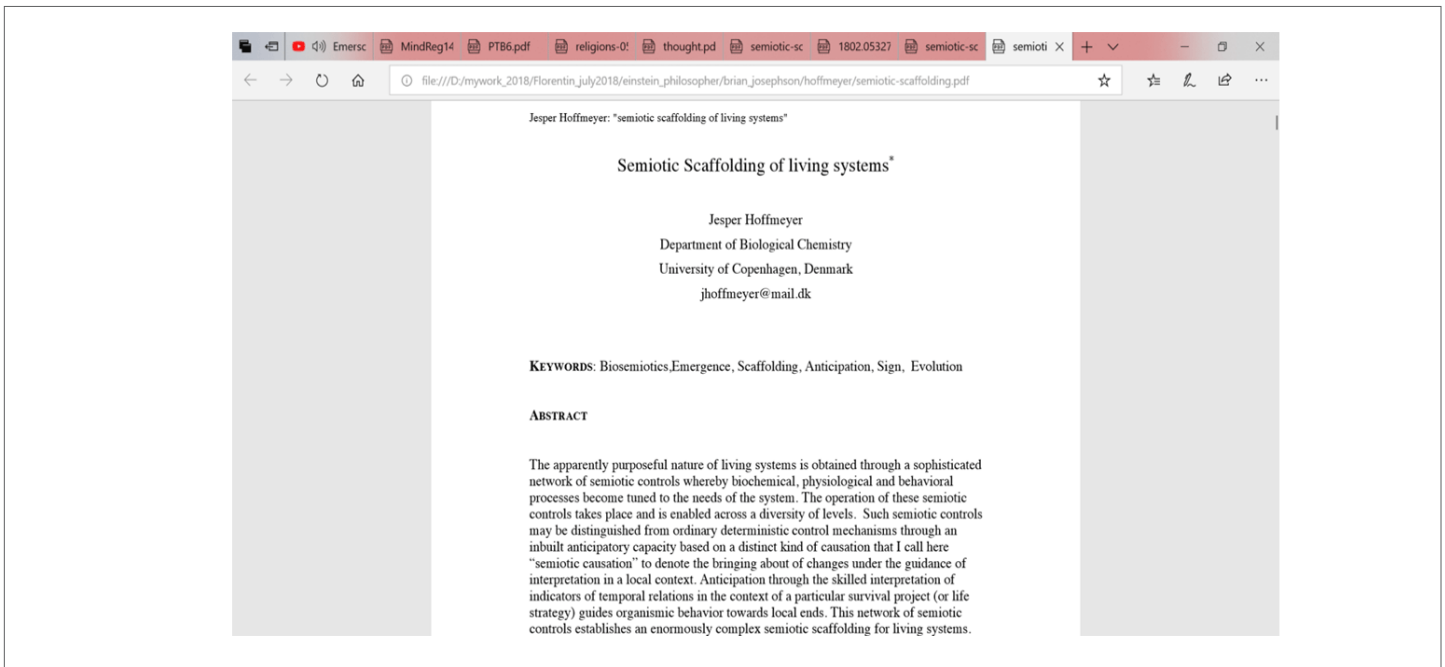 Emersc MindReg14 PTB6.pdf religions-0! thought.pd semiotic-sc 1802.05327 semiotic-sc semioti
file:///D:/mywork_2018/Florentin_july2018/einstein_philosopher/brian_josephson/hoffmeyer/semiotic-scaffolding.pdf
Jesper Hoffmeyer: "semiotic scaffolding of living systems"
Semiotic Scaffolding of living systems*
Jesper Hoffmeyer
Department of Biological Chemistry
University of Copenhagen, Denmark
jhoffmeyer@mail.dk
KEYWORDS: Biosemiotics,Emergence, Scaffolding, Anticipation, Sign, Evolution
ABSTRACT
The apparently purposeful nature of living systems is obtained through a sophisticated
network of semiotic controls whereby biochemical, physiological and behavioral
processes become tuned to the needs of the system. The operation of these semiotic
controls takes place and is enabled across a diversity of levels. Such semiotic controls
may be distinguished from ordinary deterministic control mechanisms through an
inbuilt anticipatory capacity based on a distinct kind of causation that I call here
“semiotic causation” to denote the bringing about of changes under the guidance of
interpretation in a local context. Anticipation through the skilled interpretation of
indicators of temporal relations in the context of a particular survival project (or life
strategy) guides organismic behavior towards local ends. This network of semiotic
controls establishes an enormously complex semiotic scaffolding for living systems.